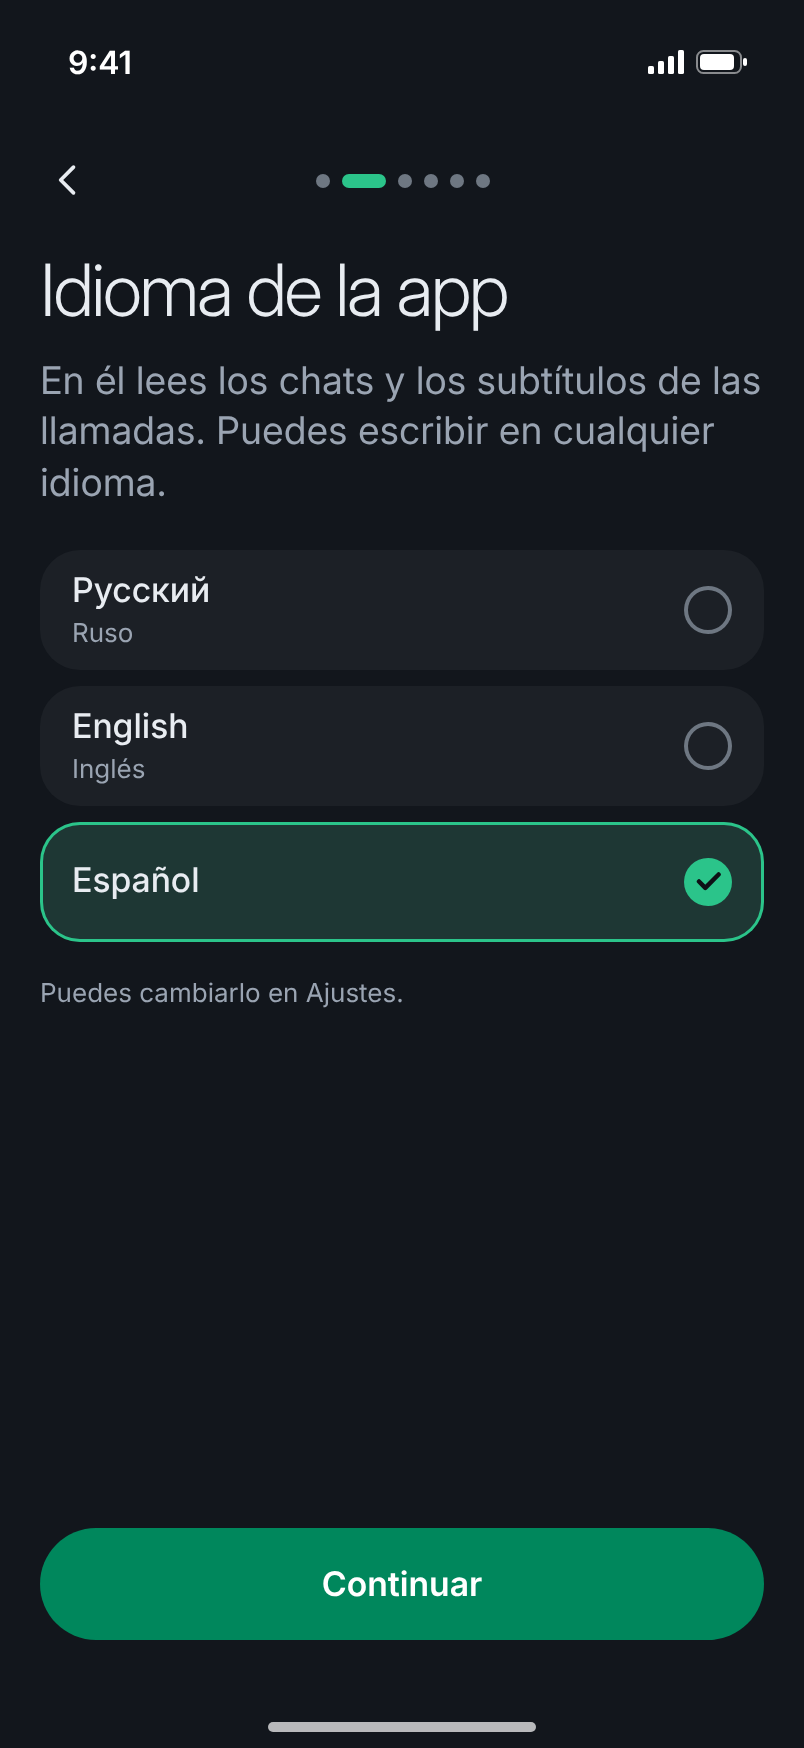 9:41
Idioma de la app
En él lees los chats y los subtítulos de las
llamadas. Puedes escribir en cualquier
idioma.
Русский
Ruso
English
Inglés
Español
Puedes cambiarlo en Ajustes.
Continuar